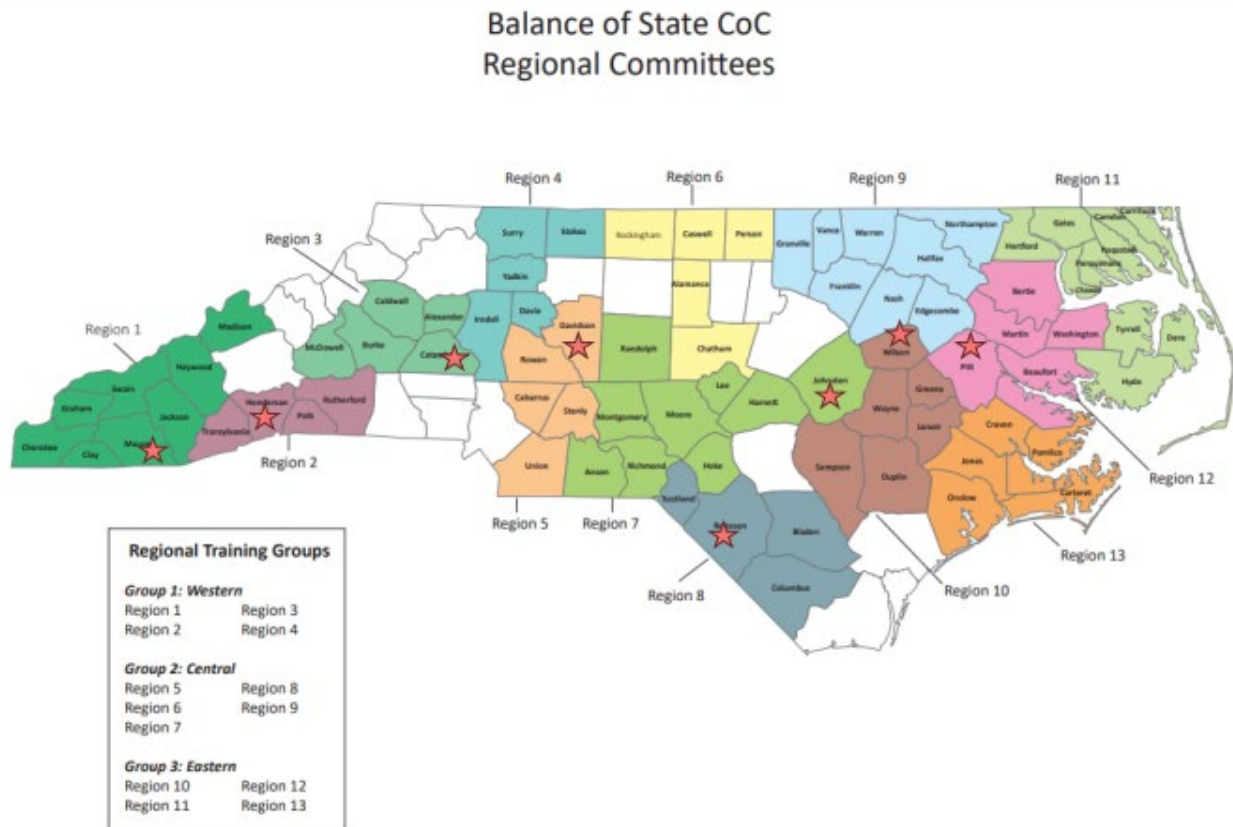 Balance of State CoC
Regional Committees
Region 4
Region 6
Region 9
Region 11
Region 3
Region 1
Region 2
Region 5
Region 7
Region 8
Region 10
Region 12
Region 13
Surry
Stokes
Rockingham
Caswell
Person
Granville
Vance
Warren
Northampton
Hertford
Gates
Camden
Currituck
Perquimans
Halifax
Yadkin
Alamance
Franklin
Nash
Edgecombe
Bertie
Caldwell
Alexander
Iredell
Davie
Davidson
Randolph
Chatham
Martin
Washington
Tyrrell
Dare
Madison
McDowell
Burke
Rowan
Wilson
Pitt
Beaufort
Hyde
Haywood
Swain
Graham
Jackson
Cherokee
Clay
Transylvania
Henderson
Polk
Rutherford
Cabarrus
Stanly
Union
Montgomery
Moore
Lee
Harnett
Johnston
Wayne
Greene
Lenoir
Craven
Pamlico
Jones
Onslow
Carteret
Anson
Richmond
Hoke
Scotland
Sampson
Duplin
Bladen
Columbus
Regional Training Groups
Group 1: Western
Region 1 Region 3
Region 2 Region 4
Group 2: Central
Region 5 Region 8
Region 6 Region 9
Region 7
Group 3: Eastern
Region 10 Region 12
Region 11 Region 13